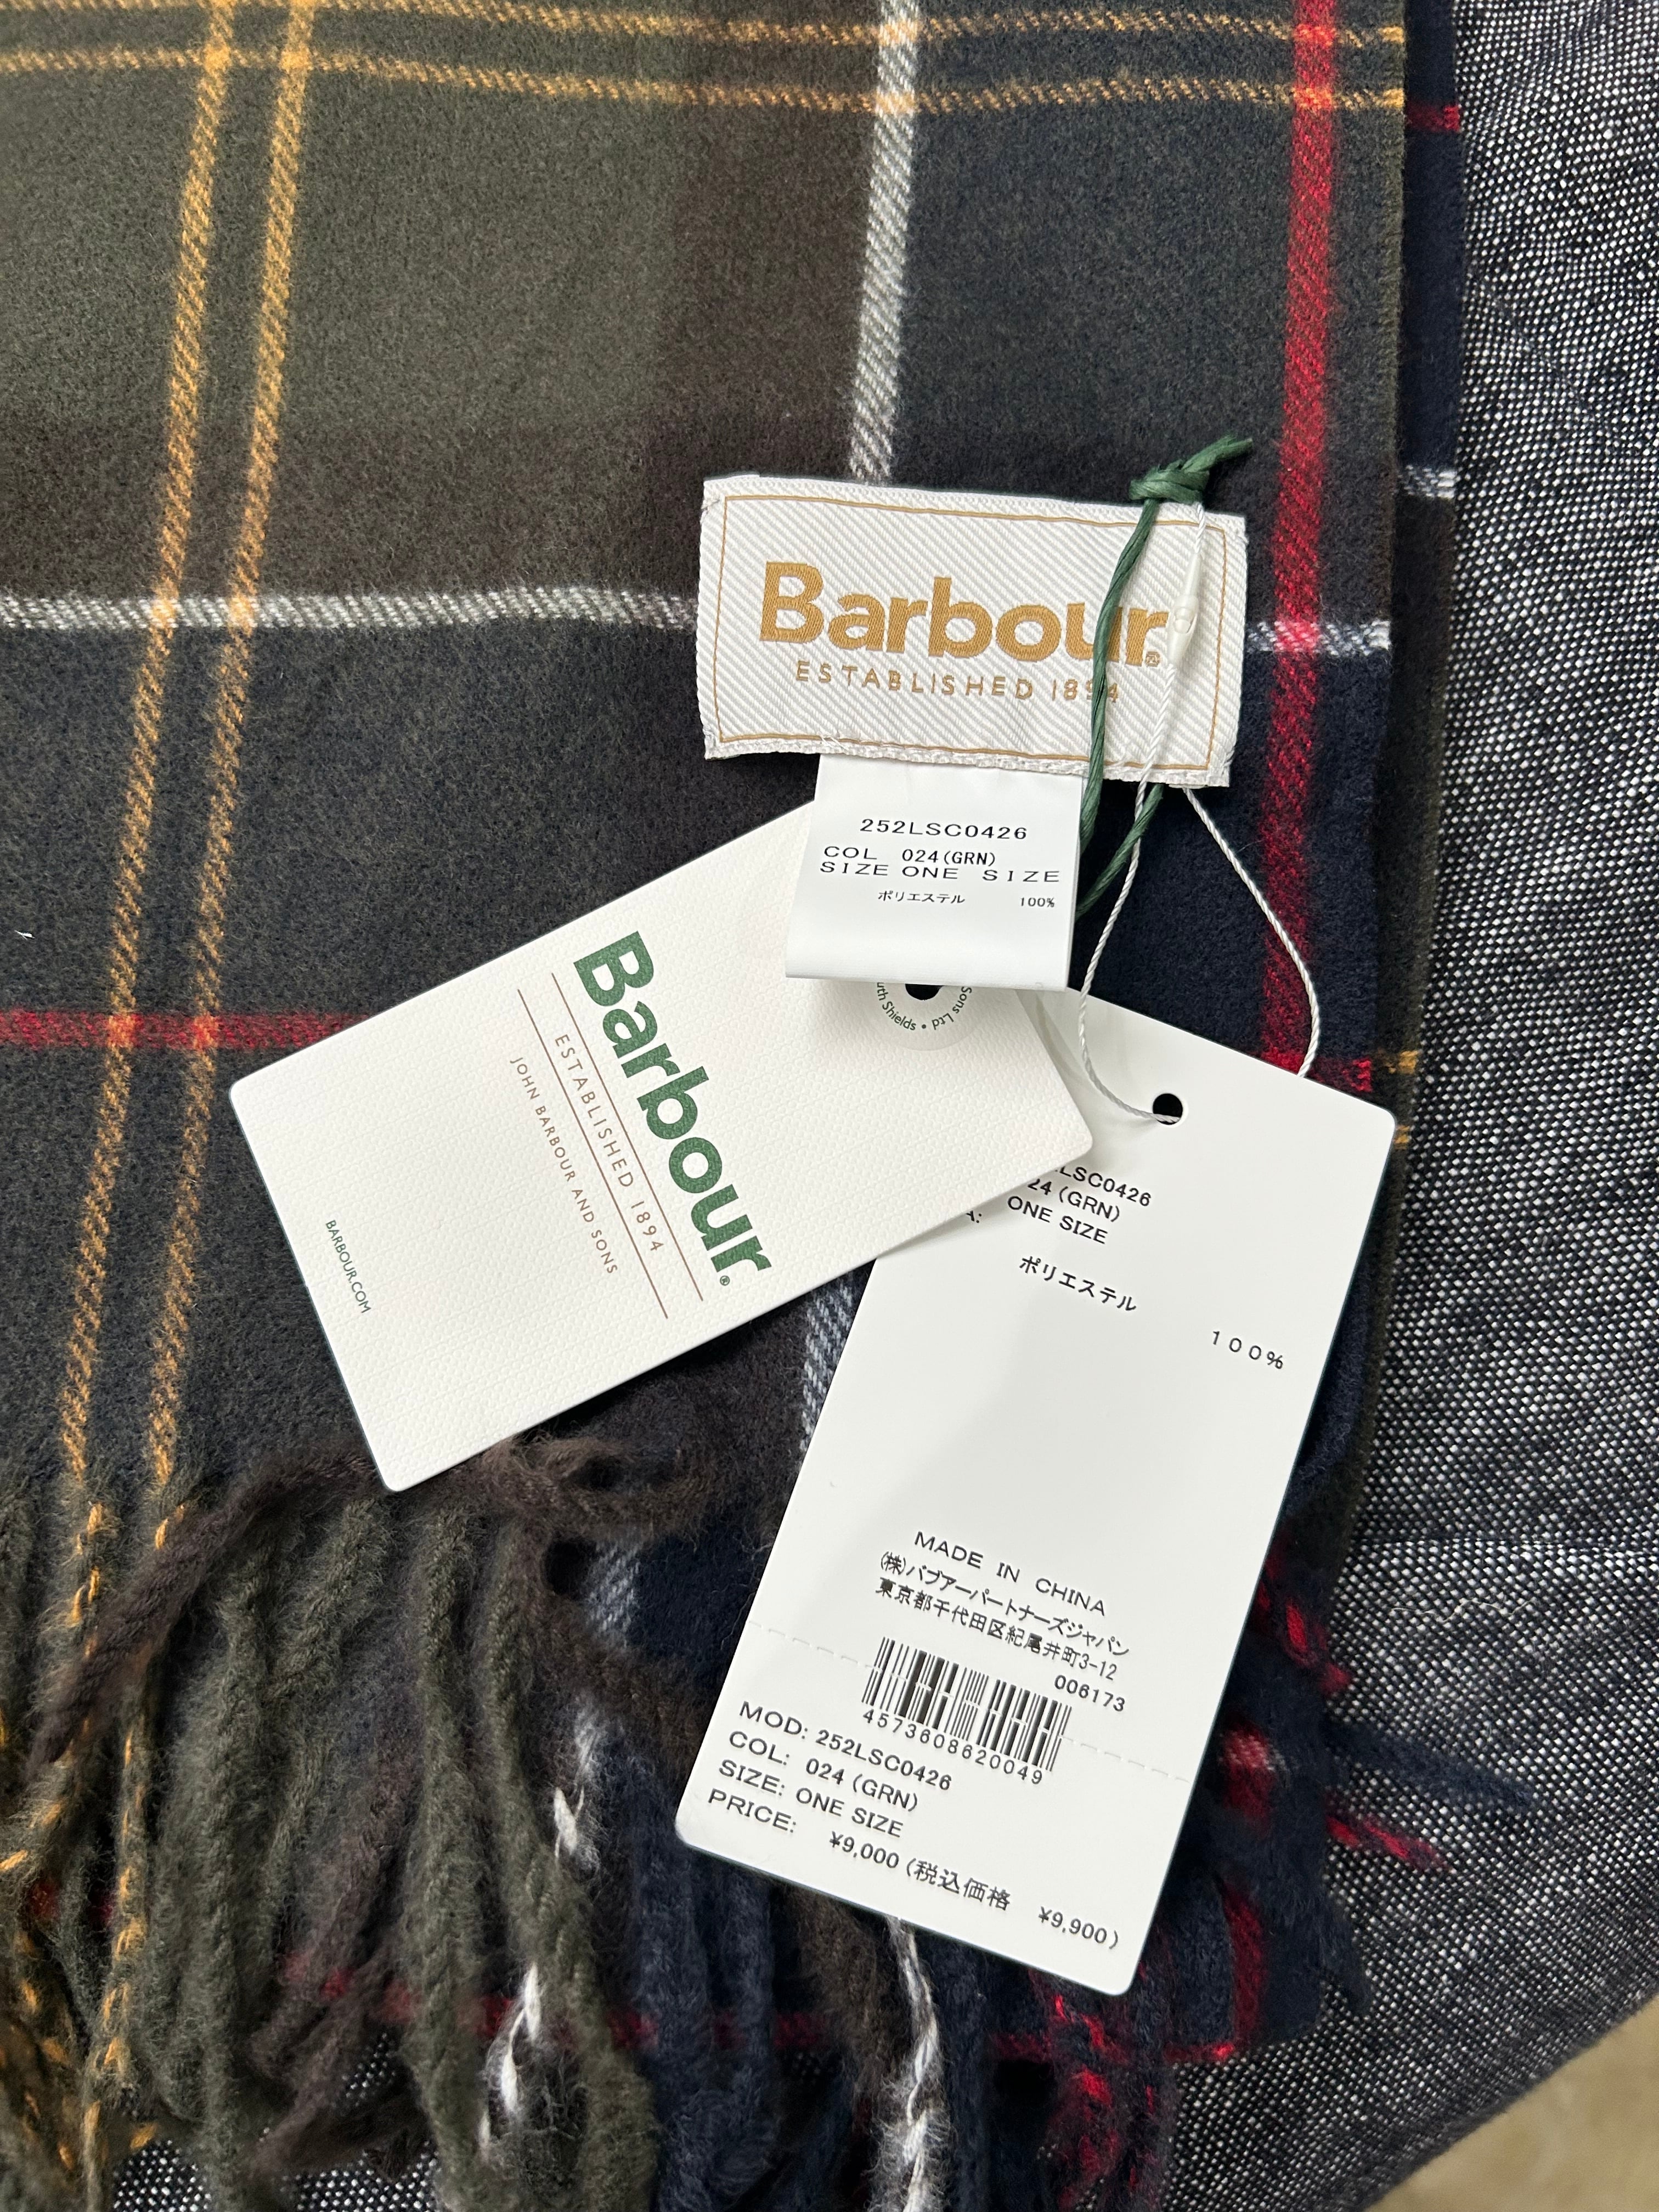 Barbour®
ESTABLISHED 1894
252LSC0426
COL 024(GRN)
SIZE ONE SIZE
ポリエステル 100%
Sons Ltd
Shields •
Barbour®
ESTABLISHED 1894
JOHN BARBOUR AND SONS
BARBOUR.COM
LSC0426
24 (GRN)
ONE SIZE
ポリエステル
100%
MADE IN CHINA
(株)バブアーパートナーズジャパン
東京都千代田区紀尾井町3-12
006173
4573608620049
MOD: 252LSC0426
COL: 024 (GRN)
SIZE: ONE SIZE
PRICE: ¥9,000 (税込価格 ¥9,900)